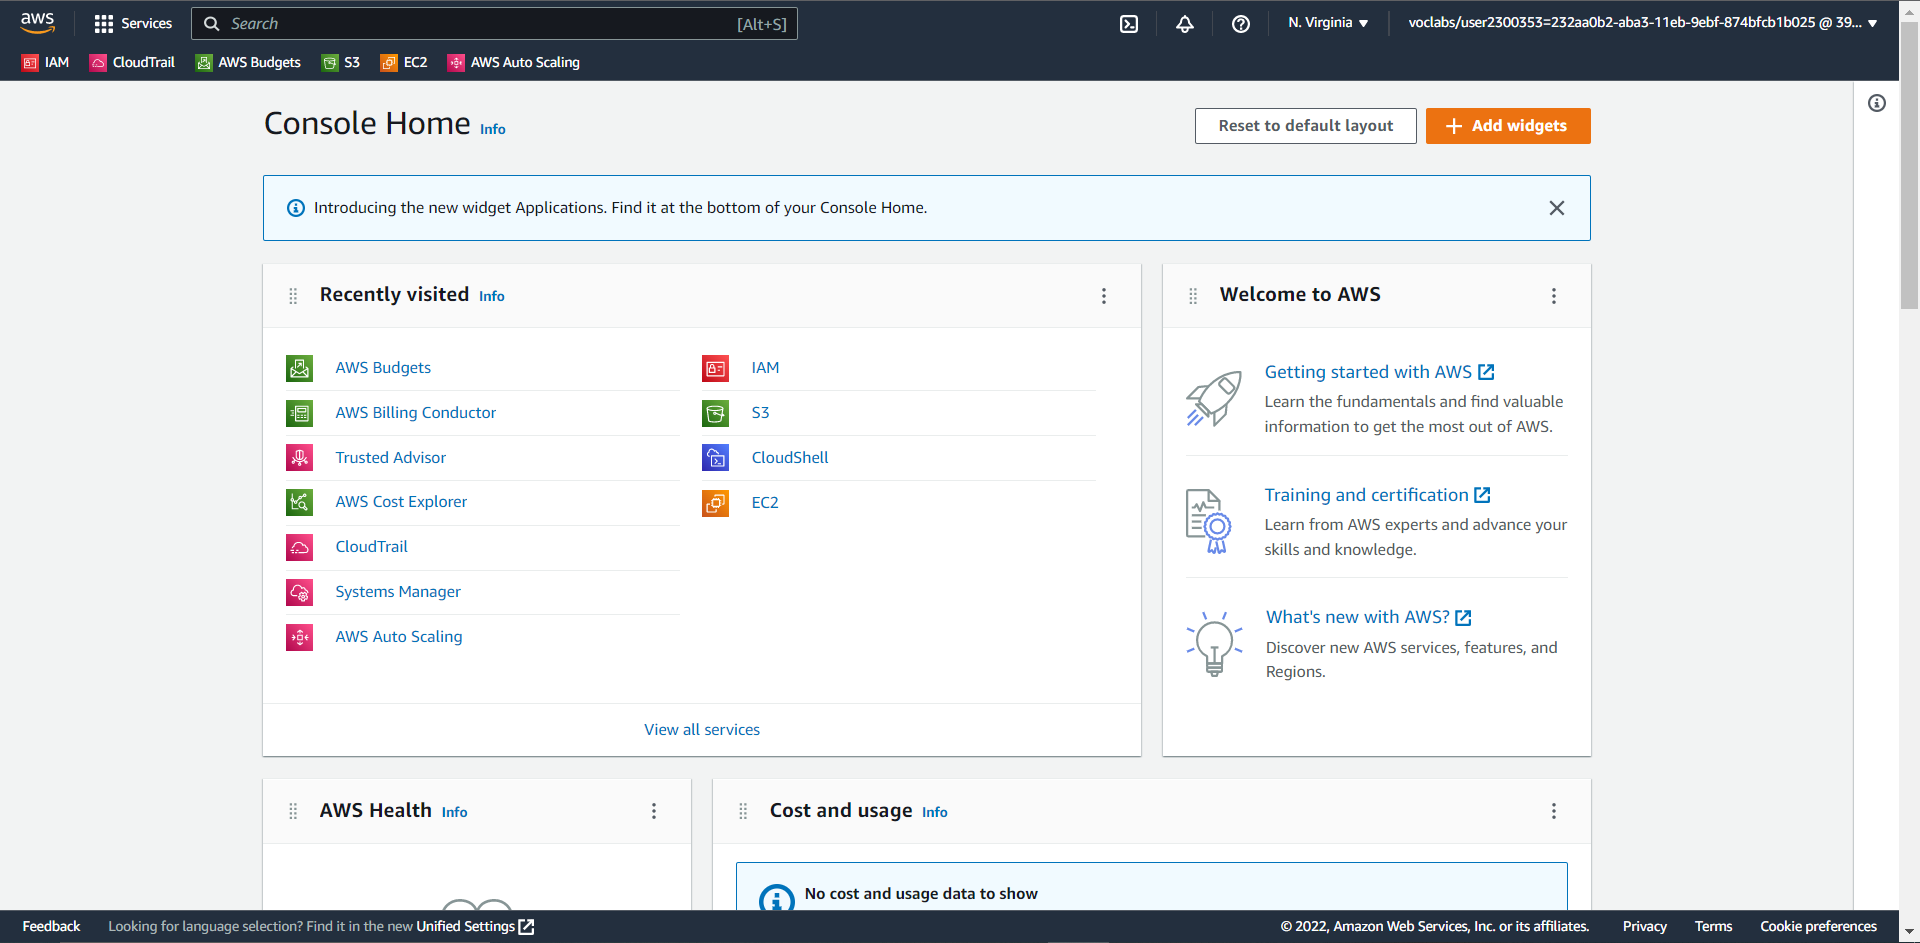 aws
Services
Search
[Alt+S]
N. Virginia ▼
voclabs/user2300353=232aa0b2-aba3-11eb-9ebf-874bfcb1b025 @ 39... ▼
IAM
CloudTrail
AWS Budgets
S3
EC2
AWS Auto Scaling
Console Home Info
Reset to default layout
+ Add widgets
Introducing the new widget Applications. Find it at the bottom of your Console Home.
Recently visited Info
AWS Budgets
AWS Billing Conductor
Trusted Advisor
AWS Cost Explorer
CloudTrail
Systems Manager
AWS Auto Scaling
IAM
S3
CloudShell
EC2
View all services
Welcome to AWS
Getting started with AWS
Learn the fundamentals and find valuable
information to get the most out of AWS.
Training and certification
Learn from AWS experts and advance your
skills and knowledge.
What's new with AWS?
Discover new AWS services, features, and
Regions.
AWS Health Info
Cost and usage Info
No cost and usage data to show
Feedback
Looking for language selection? Find it in the new Unified Settings
© 2022, Amazon Web Services, Inc. or its affiliates.
Privacy
Terms
Cookie preferences